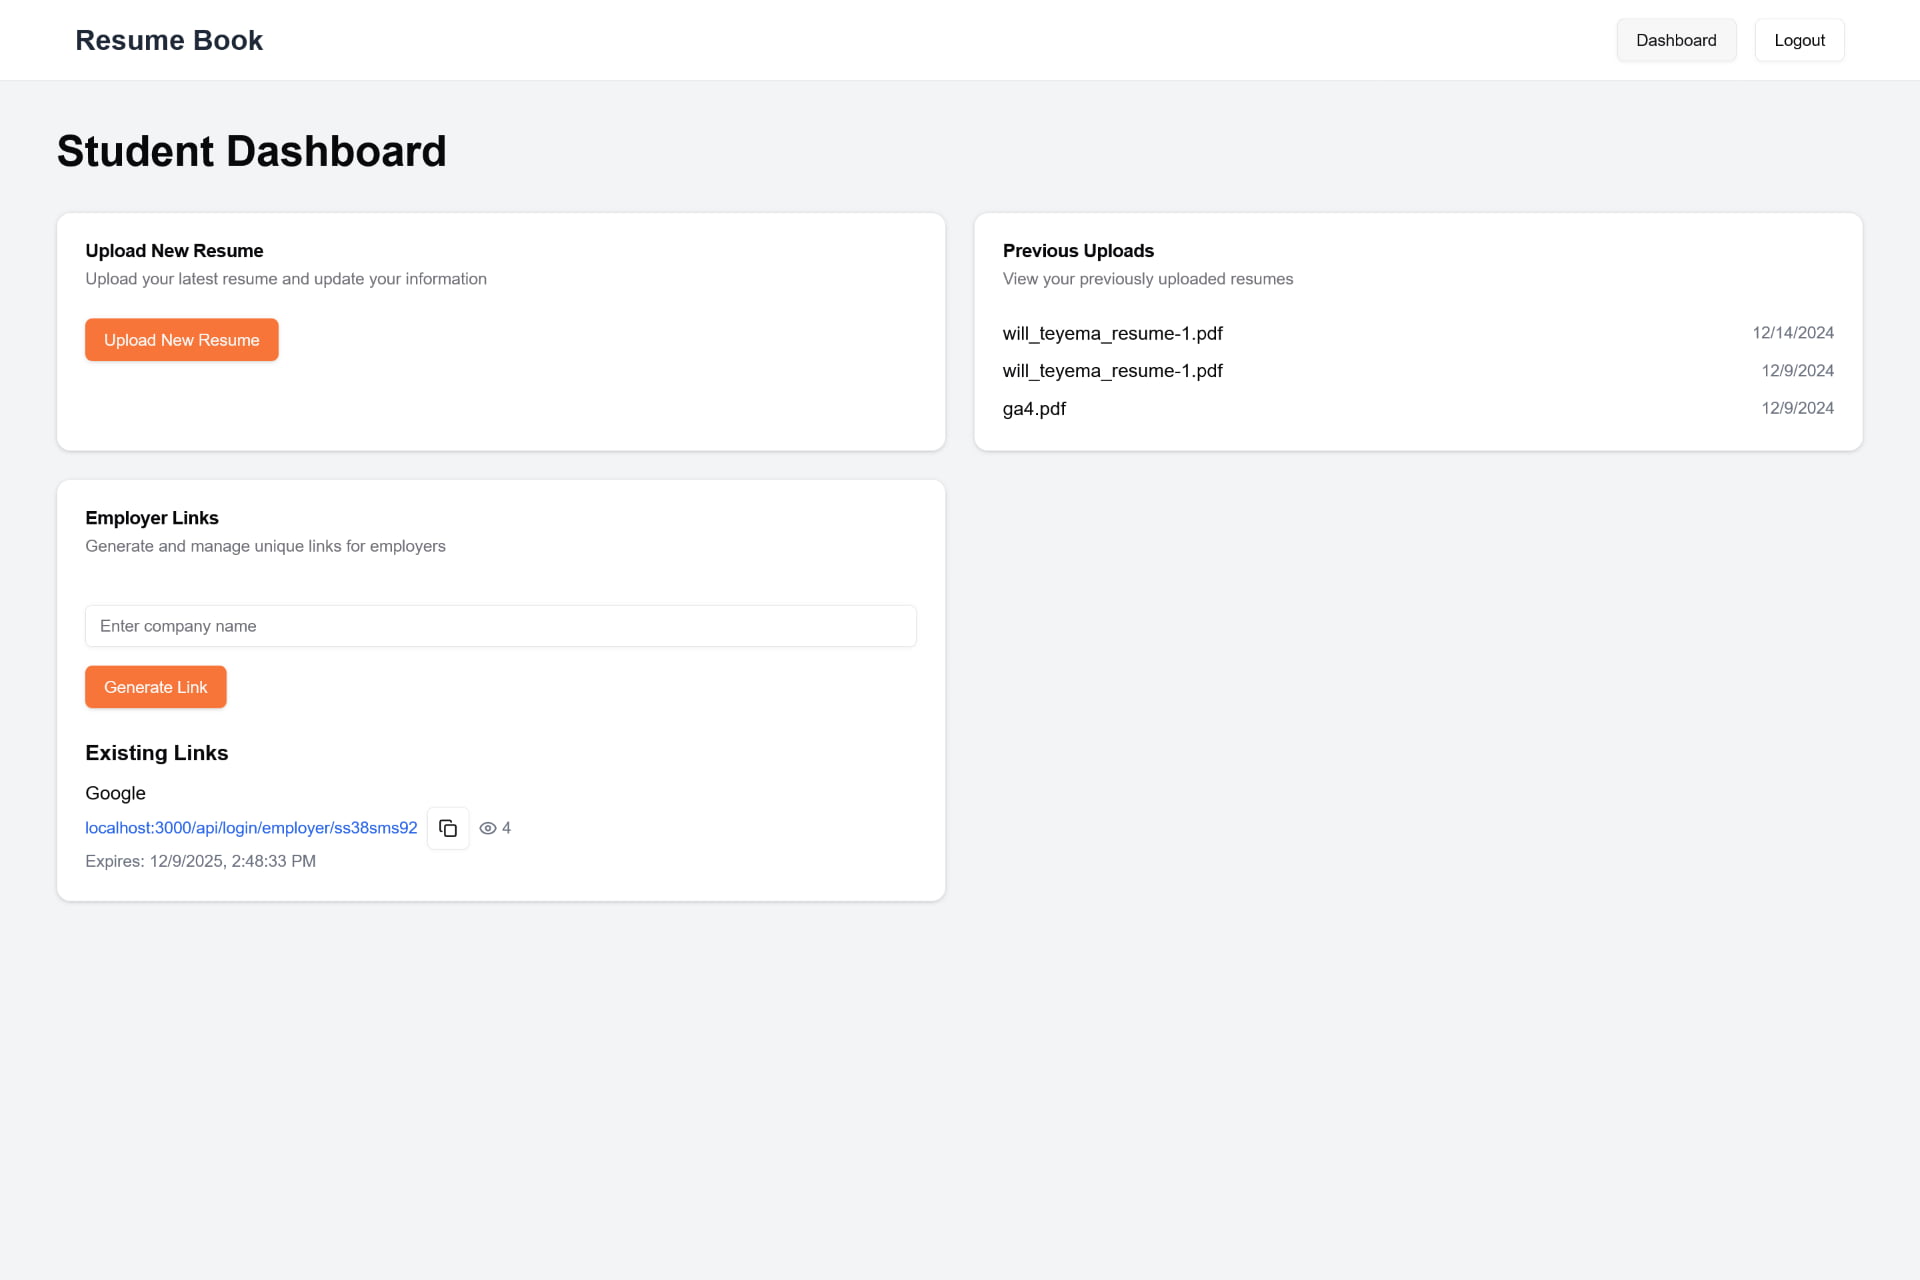 Resume Book
Dashboard
Logout
Student Dashboard
Upload New Resume
Upload your latest resume and update your information
Upload New Resume
Previous Uploads
View your previously uploaded resumes
will_teyema_resume-1.pdf 12/14/2024
will_teyema_resume-1.pdf 12/9/2024
ga4.pdf 12/9/2024
Employer Links
Generate and manage unique links for employers
Enter company name
Generate Link
Existing Links
Google
localhost:3000/api/login/employer/ss38sms92 4
Expires: 12/9/2025, 2:48:33 PM